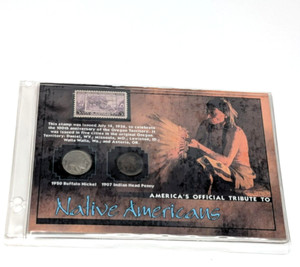 This stamp was issued July 14, 1936, to celebrate
the 100th anniversary of the Oregon Territory. It
was issued in five cities in the original Oregon
Territory: Daniel, WY; Missoula, MO; Lewiston, ID;
Walla Walla, WA; and Astoria, OR.
1920 Buffalo Nickel 1907 Indian Head Penny
AMERICA'S OFFICIAL TRIBUTE TO
Native Americans